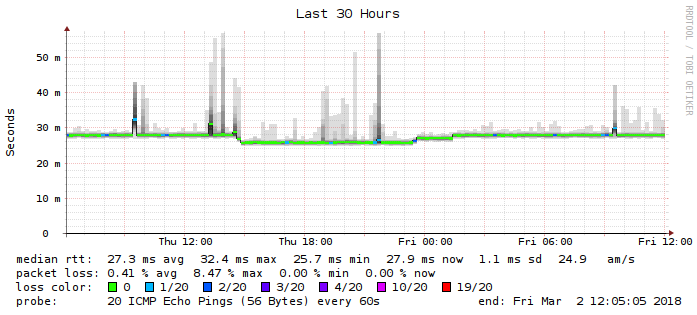 Last 30 Hours
RRDTOOL / TOBI OETIKER
Seconds
50 m
40 m
30 m
20 m
10 m
0
Thu 12:00 Thu 18:00 Fri 00:00 Fri 06:00 Fri 12:00
median rtt: 27.3 ms avg 32.4 ms max 25.7 ms min 27.9 ms now 1.1 ms sd 24.9 am/s
packet loss: 0.41 % avg 8.47 % max 0.00 % min 0.00 % now
loss color: 0 1/20 2/20 3/20 4/20 10/20 19/20
probe: 20 ICMP Echo Pings (56 Bytes) every 60s end: Fri Mar 2 12:05:05 2018